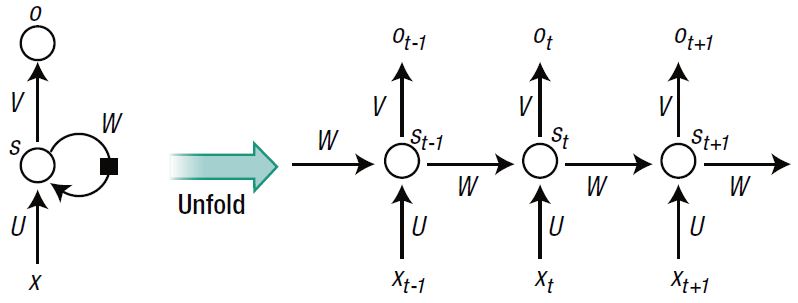 o
V
W
s
U
x
Unfold
o_{t-1} o_t o_{t+1}
V V V
W s_{t-1} s_t s_{t+1}
W W W
U U U
x_{t-1} x_t x_{t+1}